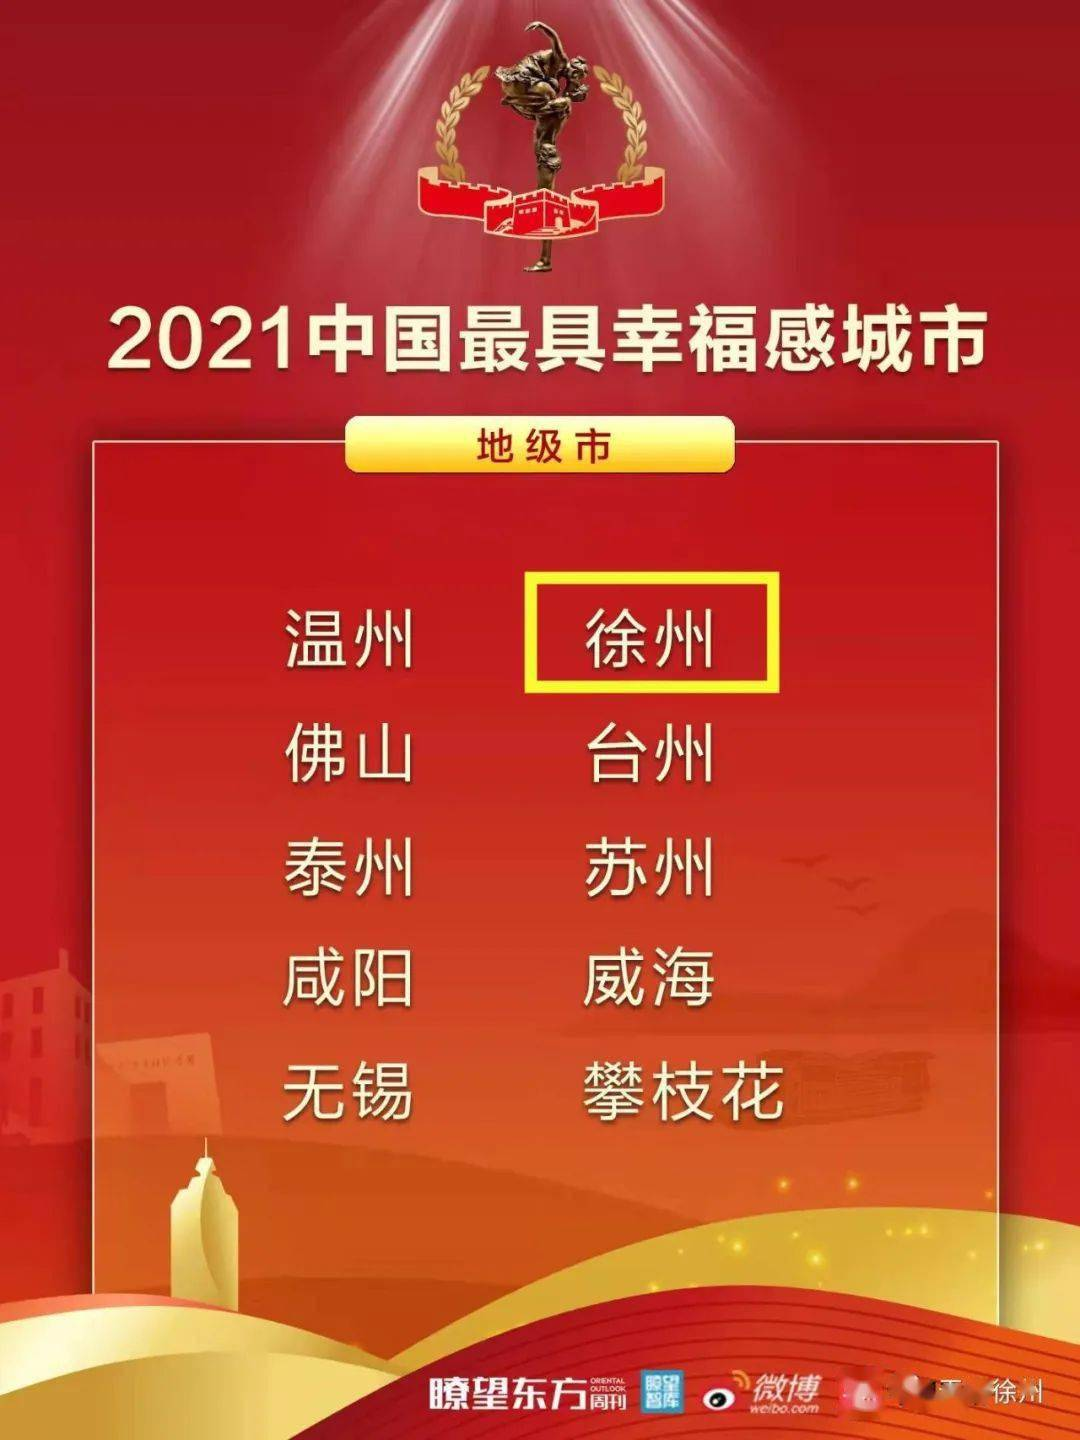 2021中国最具幸福感城市
地级市
温州 徐州
佛山 台州
泰州 苏州
咸阳 威海
无锡 攀枝花
瞭望东方 ORIENTAL OUTLOOK 周刊 瞭望智库 微博 weibo.com 徐州